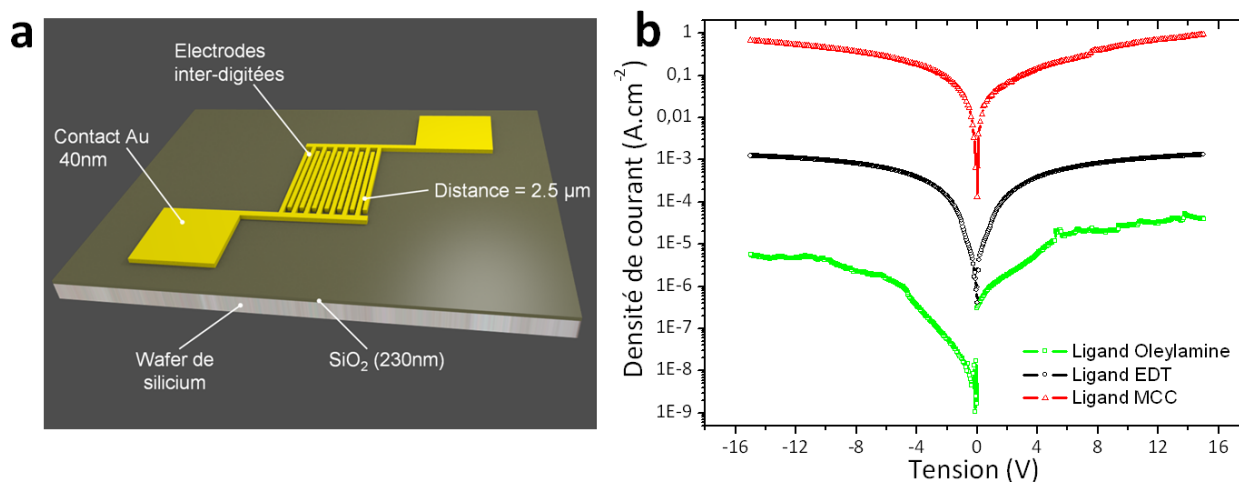 a
Electrodes
inter-digitées
Contact Au
40nm
Distance = 2.5 µm
Wafer de
silicium
SiO₂ (230nm)
b
Densité de courant (A.cm⁻²)
1
0,1
0,01
1E-3
1E-4
1E-5
1E-6
1E-7
1E-8
1E-9
Ligand Oleylamine
Ligand EDT
Ligand MCC
-16 -12 -8 -4 0 4 8 12 16
Tension (V)